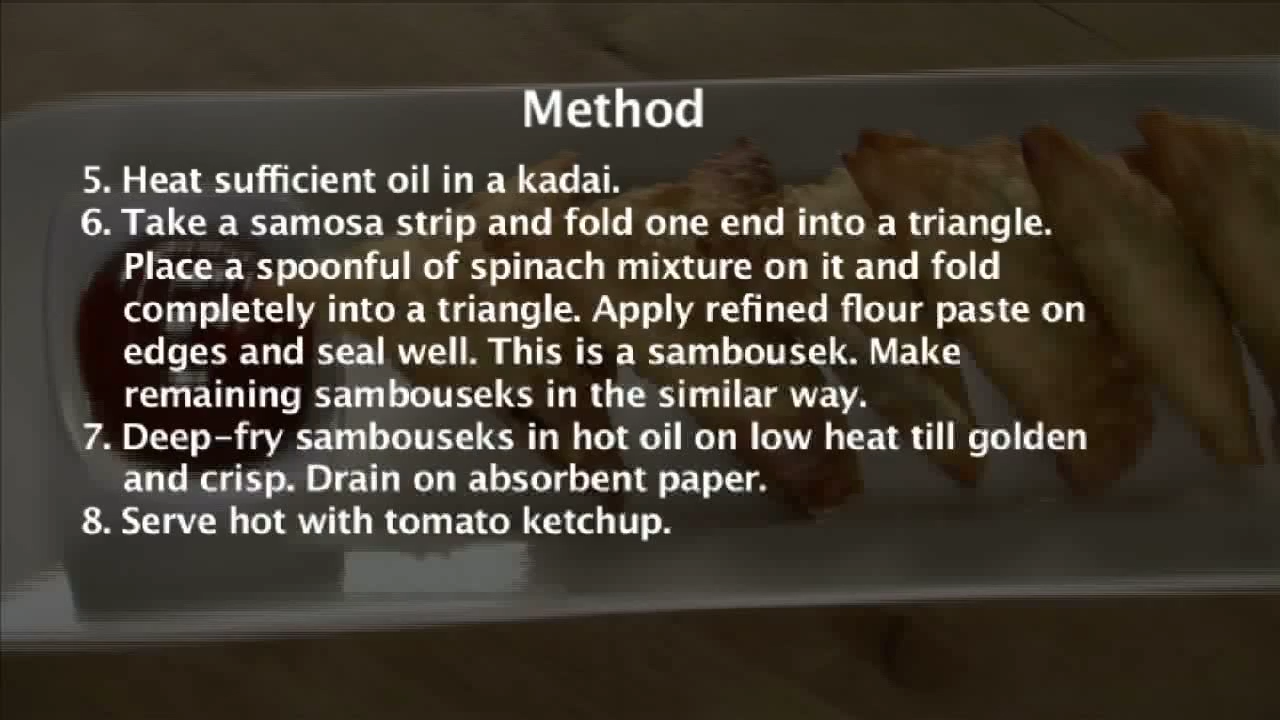 Method
5. Heat sufficient oil in a kadai.
6. Take a samosa strip and fold one end into a triangle.
Place a spoonful of spinach mixture on it and fold
completely into a triangle. Apply refined flour paste on
edges and seal well. This is a sambousek. Make
remaining sambouseks in the similar way.
7. Deep-fry sambouseks in hot oil on low heat till golden
and crisp. Drain on absorbent paper.
8. Serve hot with tomato ketchup.